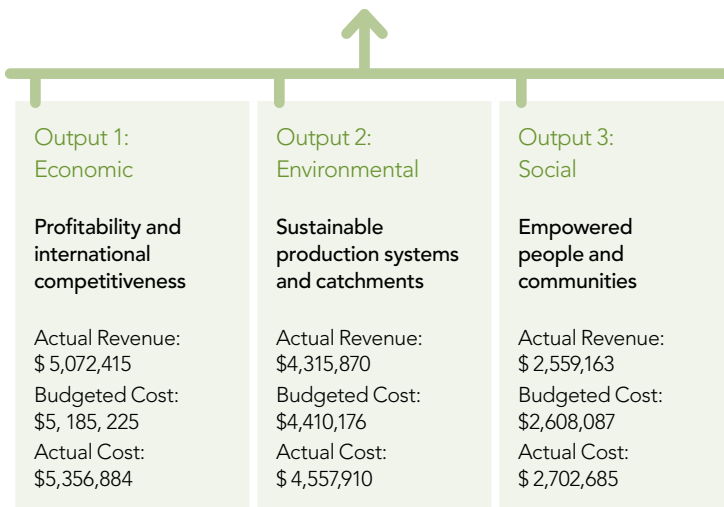 Output 1:
Economic
Profitability and
international
competitiveness
Actual Revenue:
$ 5,072,415
Budgeted Cost:
$5, 185, 225
Actual Cost:
$5,356,884
Output 2:
Environmental
Sustainable
production systems
and catchments
Actual Revenue:
$4,315,870
Budgeted Cost:
$4,410,176
Actual Cost:
$ 4,557,910
Output 3:
Social
Empowered
people and
communities
Actual Revenue:
$ 2,559,163
Budgeted Cost:
$2,608,087
Actual Cost:
$ 2,702,685